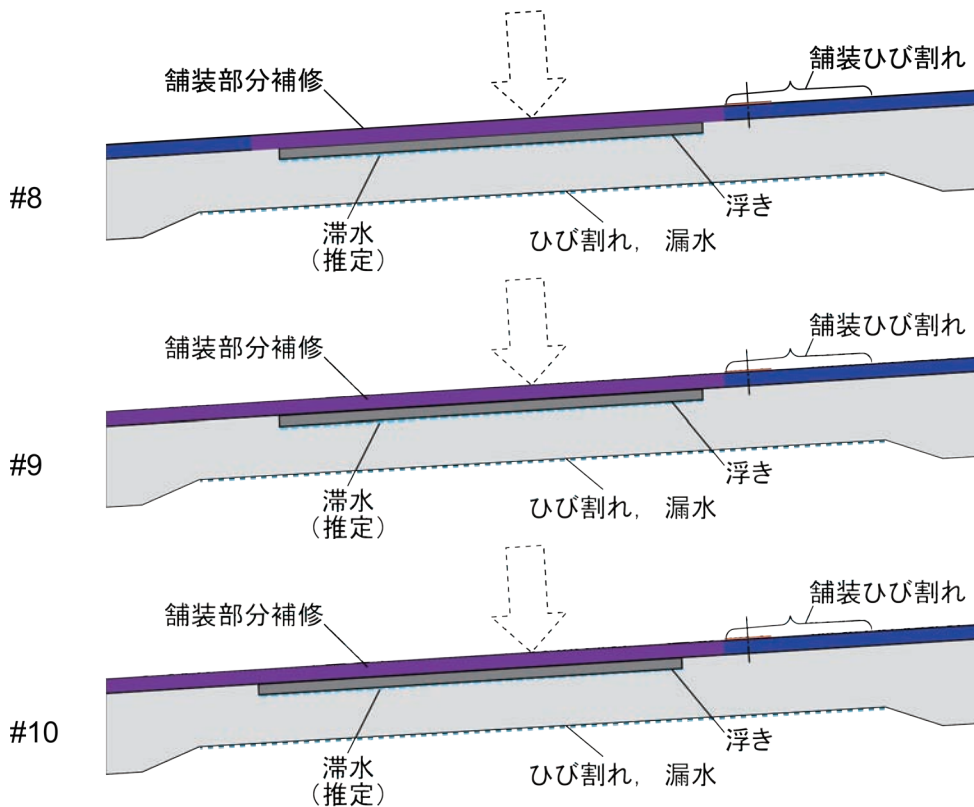 舗装部分補修
舗装ひび割れ
#8
滞水
（推定）
ひび割れ， 漏水
浮き
舗装部分補修
舗装ひび割れ
#9
滞水
（推定）
ひび割れ， 漏水
浮き
舗装部分補修
舗装ひび割れ
#10
滞水
（推定）
ひび割れ， 漏水
浮き